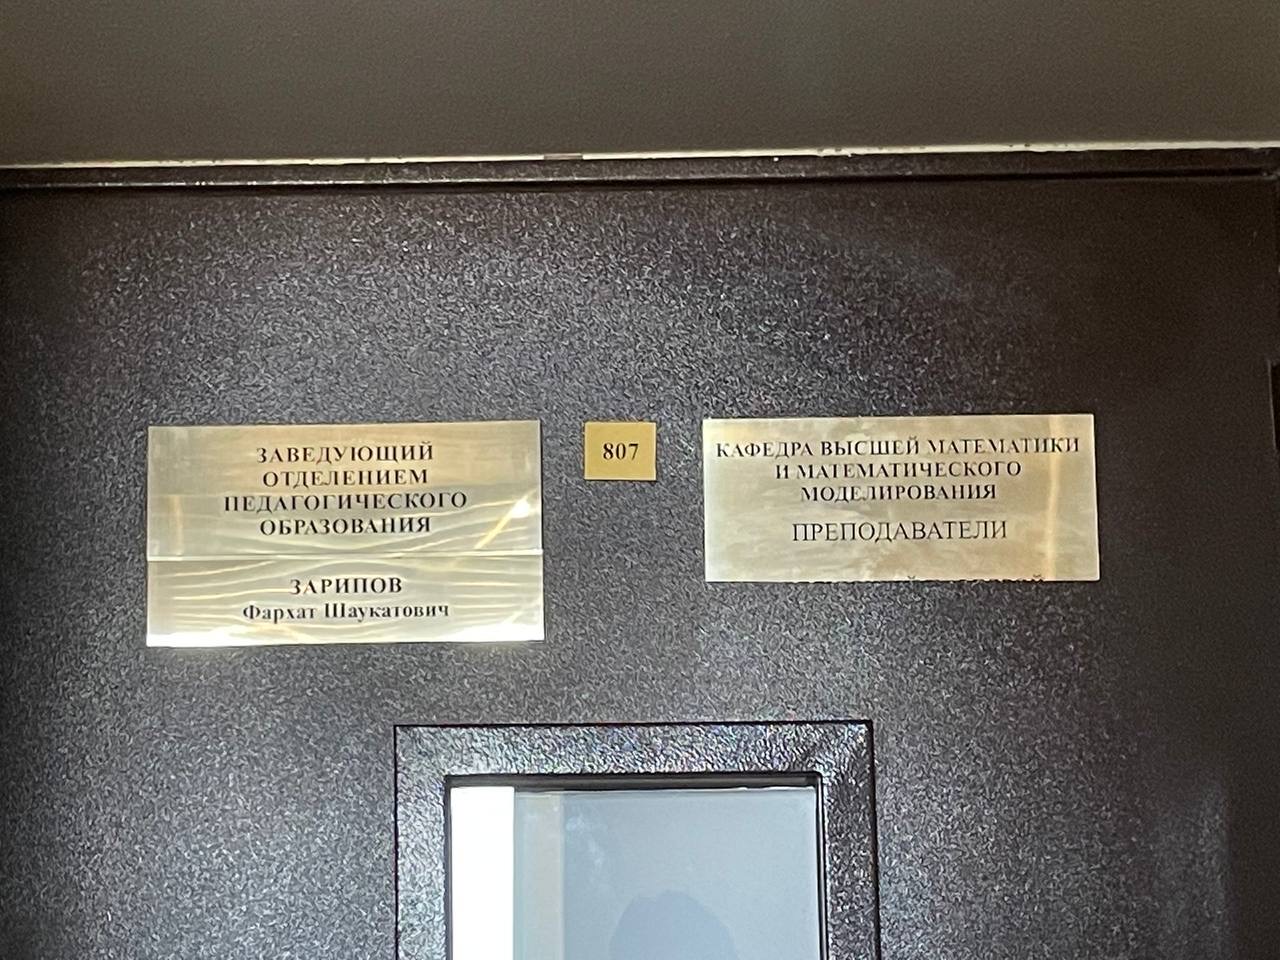 ЗАВЕДУЮЩИЙ
ОТДЕЛЕНИЕМ
ПЕДАГОГИЧЕСКОГО
ОБРАЗОВАНИЯ
ЗАРИПОВ
Фархат Шаукатович
807
КАФЕДРА ВЫСШЕЙ МАТЕМАТИКИ
И МАТЕМАТИЧЕСКОГО
МОДЕЛИРОВАНИЯ
ПРЕПОДАВАТЕЛИ